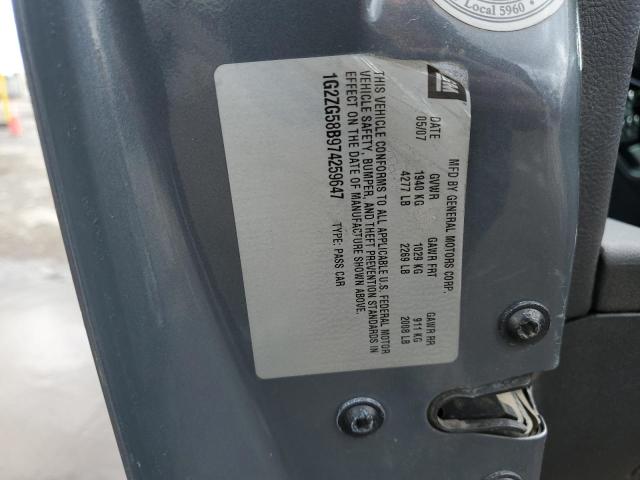 Local 5960
GM
MFD BY GENERAL MOTORS CORP.
DATE GVWR GAWR FRT GAWR RR
05/07 1940 KG 1029 KG 911 KG
4277 LB 2269 LB 2008 LB
THIS VEHICLE CONFORMS TO ALL APPLICABLE U.S. FEDERAL MOTOR
VEHICLE SAFETY, BUMPER, AND THEFT PREVENTION STANDARDS IN
EFFECT ON THE DATE OF MANUFACTURE SHOWN ABOVE.
1G2ZG58B974259647 TYPE: PASS CAR